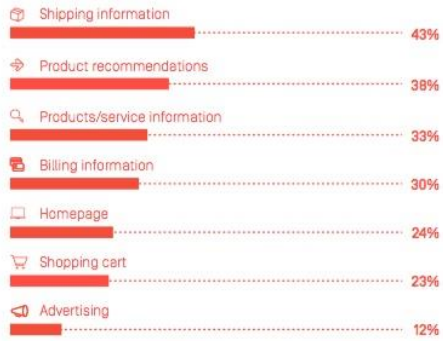 Shipping information
43%
Product recommendations
38%
Products/service information
33%
Billing information
30%
Homepage
24%
Shopping cart
23%
Advertising
12%